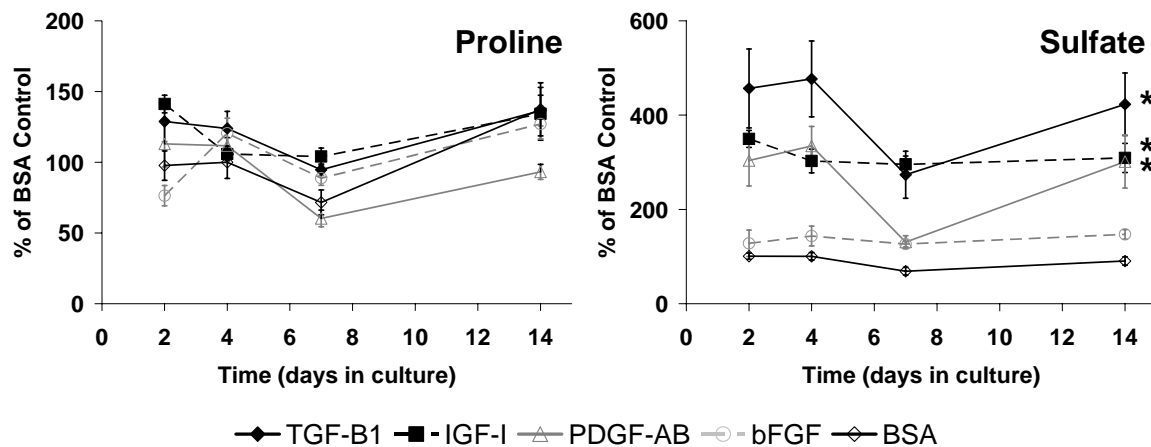 Proline
% of BSA Control
200
150
100
50
0
0 2 4 6 8 10 12 14
Time (days in culture)
Sulfate
% of BSA Control
600
400
200
0
0 2 4 6 8 10 12 14
Time (days in culture)
*
*
*
TGF-B1 IGF-I PDGF-AB bFGF BSA